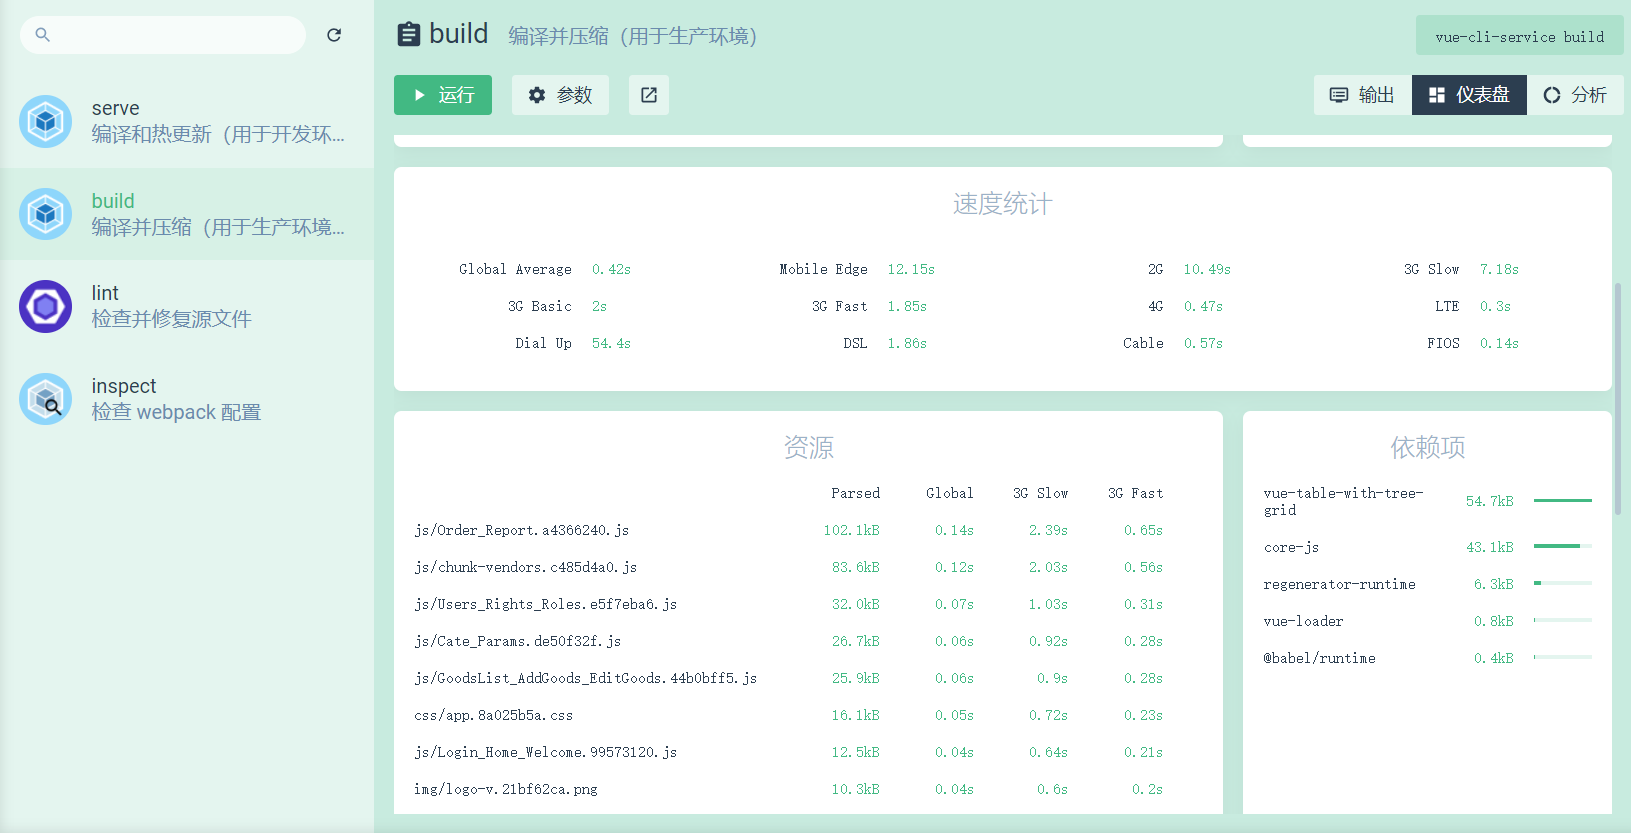 serve
编译和热更新（用于开发环...
build
编译并压缩（用于生产环境...
lint
检查并修复源文件
inspect
检查 webpack 配置
build 编译并压缩（用于生产环境）
vue-cli-service build
运行 参数
输出 仪表盘 分析
速度统计
Global Average 0.42s Mobile Edge 12.15s 2G 10.49s 3G Slow 7.18s
3G Basic 2s 3G Fast 1.85s 4G 0.47s LTE 0.3s
Dial Up 54.4s DSL 1.86s Cable 0.57s FIOS 0.14s
资源
Parsed Global 3G Slow 3G Fast
js/Order_Report.a4366240.js 102.1kB 0.14s 2.39s 0.65s
js/chunk-vendors.c485d4a0.js 83.6kB 0.12s 2.03s 0.56s
js/Users_Rights_Roles.e5f7eba6.js 32.0kB 0.07s 1.03s 0.31s
js/Cate_Params.de50f32f.js 26.7kB 0.06s 0.92s 0.28s
js/GoodsList_AddGoods_EditGoods.44b0bff5.js 25.9kB 0.06s 0.9s 0.28s
css/app.8a025b5a.css 16.1kB 0.05s 0.72s 0.23s
js/Login_Home_Welcome.99573120.js 12.5kB 0.04s 0.64s 0.21s
img/logo-v.21bf62ca.png 10.3kB 0.04s 0.6s 0.2s
依赖项
vue-table-with-tree-
grid 54.7kB
core-js 43.1kB
regenerator-runtime 6.3kB
vue-loader 0.8kB
@babel/runtime 0.4kB